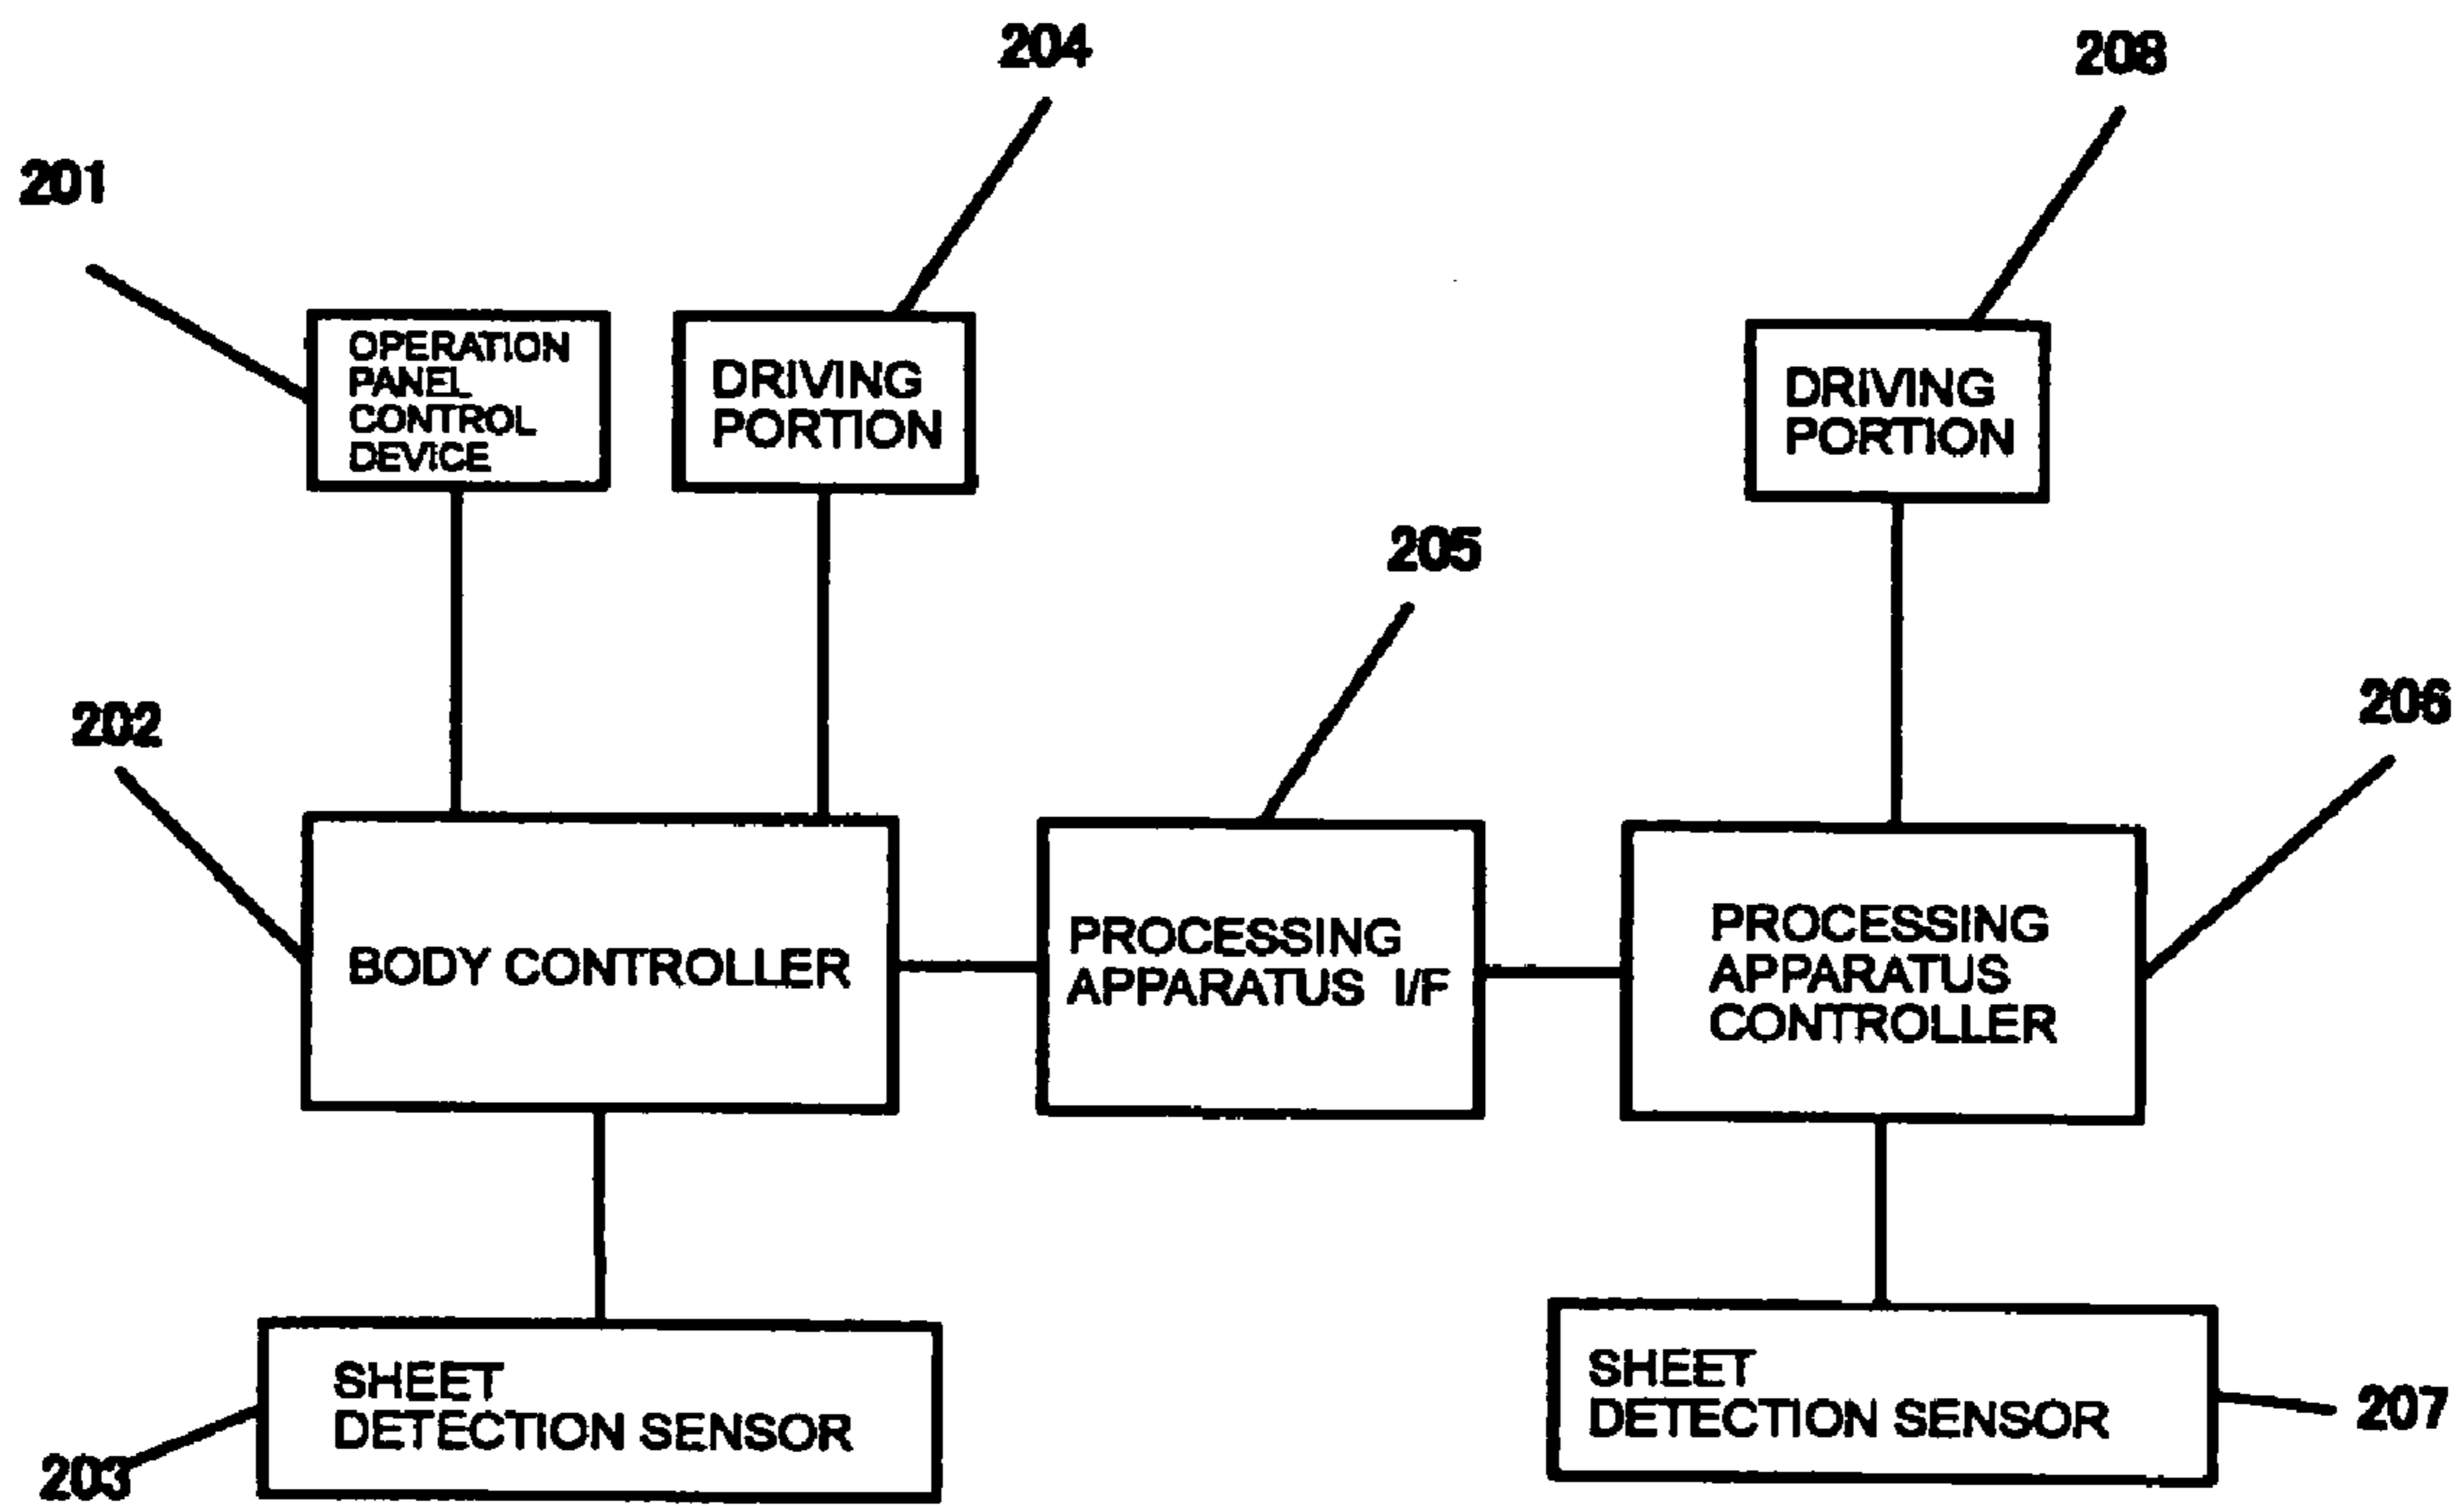 204
208
201
OPERATION
PANEL
CONTROL
DEVICE
DRIVING
PORTION
DRIVING
PORTION
205
202
206
BODY CONTROLLER
PROCESSING
APPARATUS I/F
PROCESSING
APPARATUS
CONTROLLER
SHEET
DETECTION SENSOR
203
SHEET
DETECTION SENSOR
207